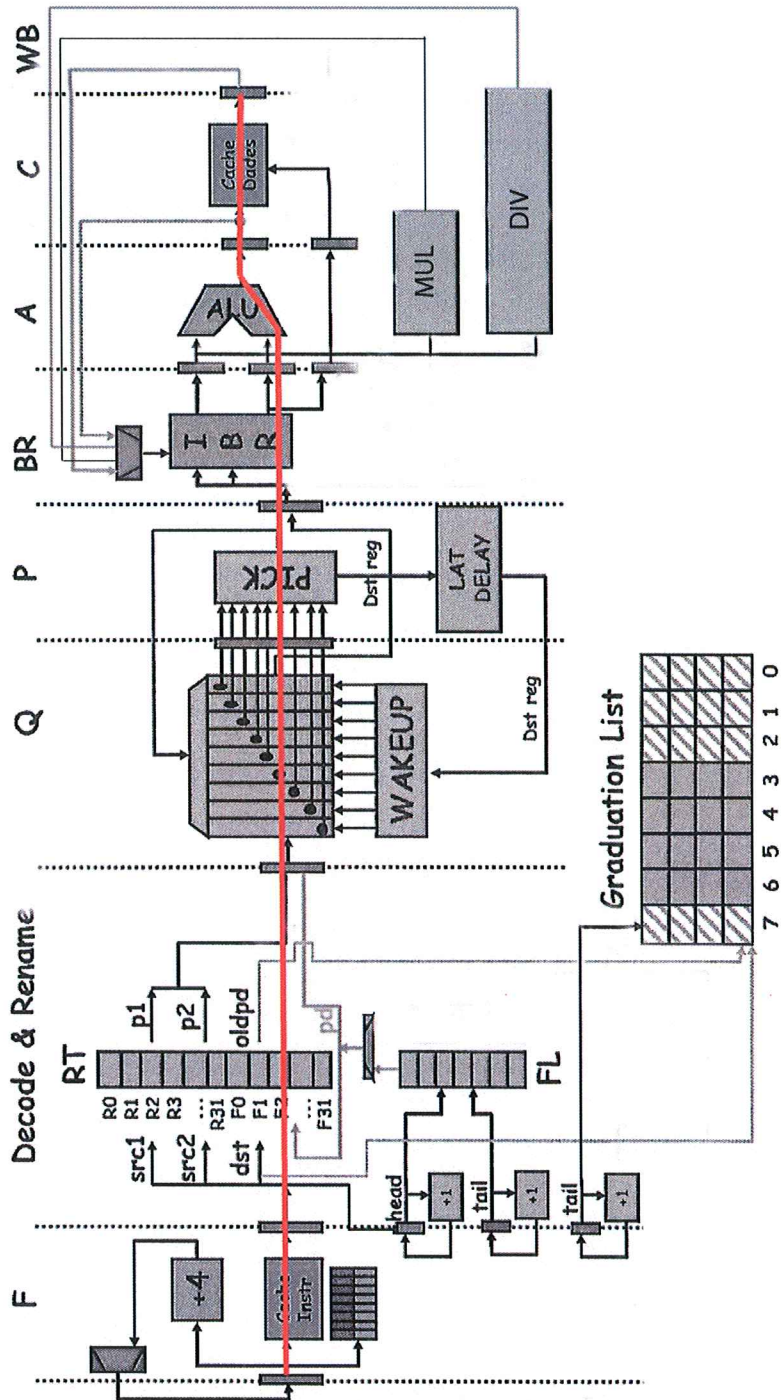 F
Decode & Rename
Q
P
BR
A
C
WB
+4
Cache
Instr
RT
R0
R1
R2
R3
...
R31
F0
F1
F2
...
F31
src1
src2
dst
p1
p2
oldpd
pd
FL
head
+1
tail
+1
tail
+1
WAKEUP
PICK
Dst reg
LAT
DELAY
Dst reg
I
B
R
ALU
Cache
Dades
MUL
DIV
Graduation List
7 6 5 4 3 2 1 0